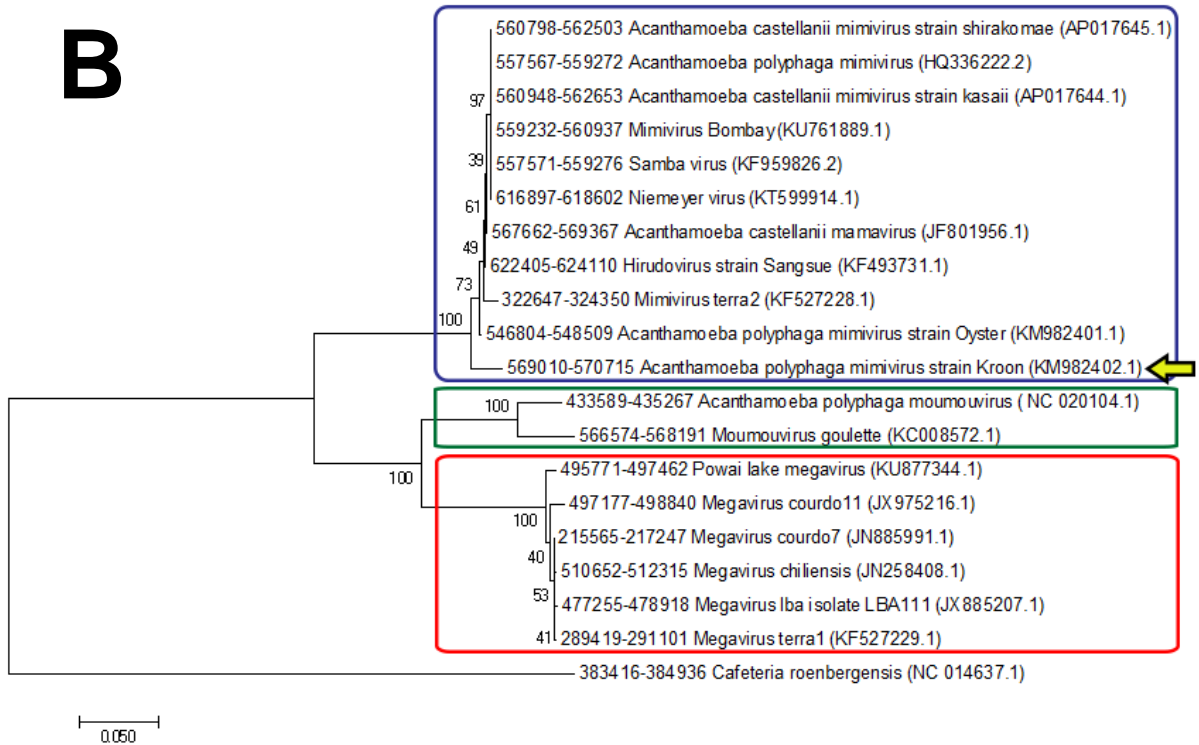 B
560798-562503 Acanthamoeba castellanii mimivirus strain shirakomae (AP017645.1)
557567-559272 Acanthamoeba polyphaga mimivirus (HQ336222.2)
97
560948-562653 Acanthamoeba castellanii mimivirus strain kasaii (AP017644.1)
559232-560937 Mimivirus Bombay (KU761889.1)
39
557571-559276 Samba virus (KF959826.2)
616897-618602 Niemeyer virus (KT599914.1)
61
567662-569367 Acanthamoeba castellanii mamavirus (JF801956.1)
49
622405-624110 Hirudovirus strain Sangsue (KF493731.1)
73
322647-324350 Mimivirus terra2 (KF527228.1)
100
546804-548509 Acanthamoeba polyphaga mimivirus strain Oyster (KM982401.1)
569010-570715 Acanthamoeba polyphaga mimivirus strain Kroon (KM982402.1)
100
433589-435267 Acanthamoeba polyphaga moumouvirus ( NC 020104.1)
566574-568191 Moumouvirus goulette (KC008572.1)
100
495771-497462 Powai lake megavirus (KU877344.1)
497177-498840 Megavirus courdo11 (JX975216.1)
100
215565-217247 Megavirus courdo7 (JN885991.1)
40
510652-512315 Megavirus chiliensis (JN258408.1)
53
477255-478918 Megavirus lba isolate LBA111 (JX885207.1)
41
289419-291101 Megavirus terra1 (KF527229.1)
383416-384936 Cafeteria roenbergensis (NC 014637.1)
0.050